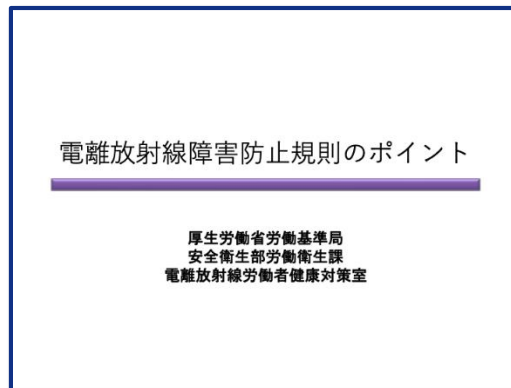 電離放射線障害防止規則のポイント
厚生労働省労働基準局
安全衛生部労働衛生課
電離放射線労働者健康対策室